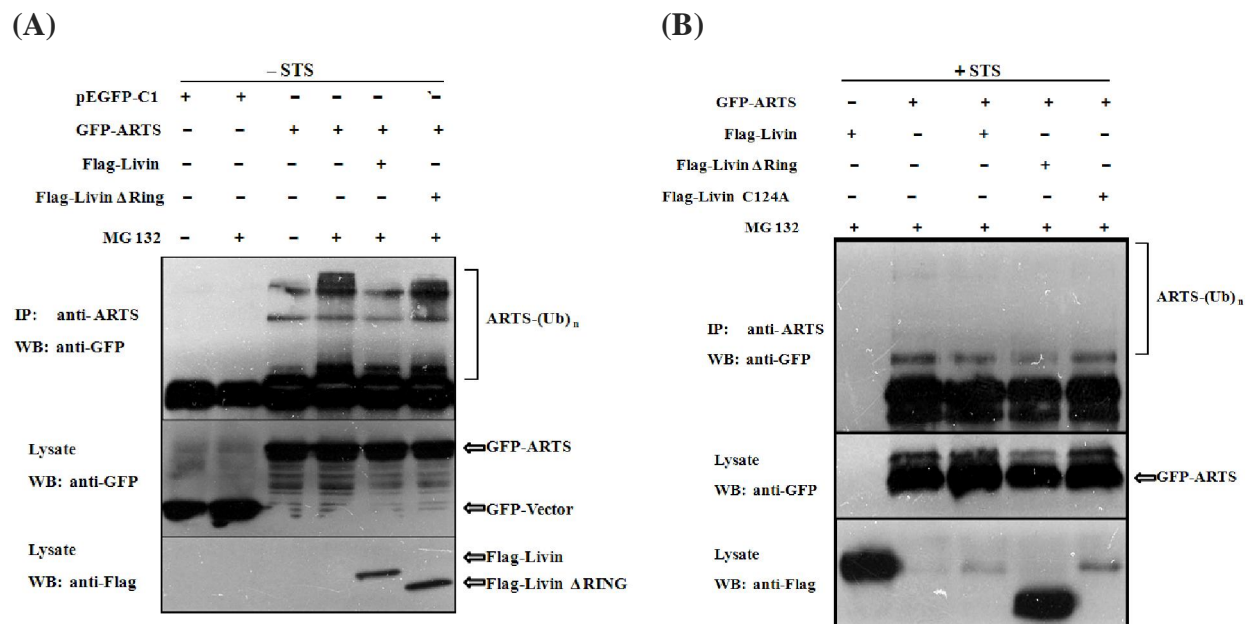 (A)
– STS
pEGFP-C1 + + – – – –
GFP-ARTS – – + + + +
Flag-Livin – – – – + –
Flag-Livin ΔRing – – – – – +
MG 132 – + – + + +
IP: anti-ARTS
WB: anti-GFP
ARTS-(Ub)n
Lysate
WB: anti-GFP
GFP-ARTS
GFP-Vector
Lysate
WB: anti-Flag
Flag-Livin
Flag-Livin ΔRING
(B)
+ STS
GFP-ARTS – + + + +
Flag-Livin + – + – –
Flag-Livin ΔRing – – – + –
Flag-Livin C124A – – – – +
MG 132 + + + + +
IP: anti-ARTS
WB: anti-GFP
ARTS-(Ub)n
Lysate
WB: anti-GFP
GFP-ARTS
Lysate
WB: anti-Flag